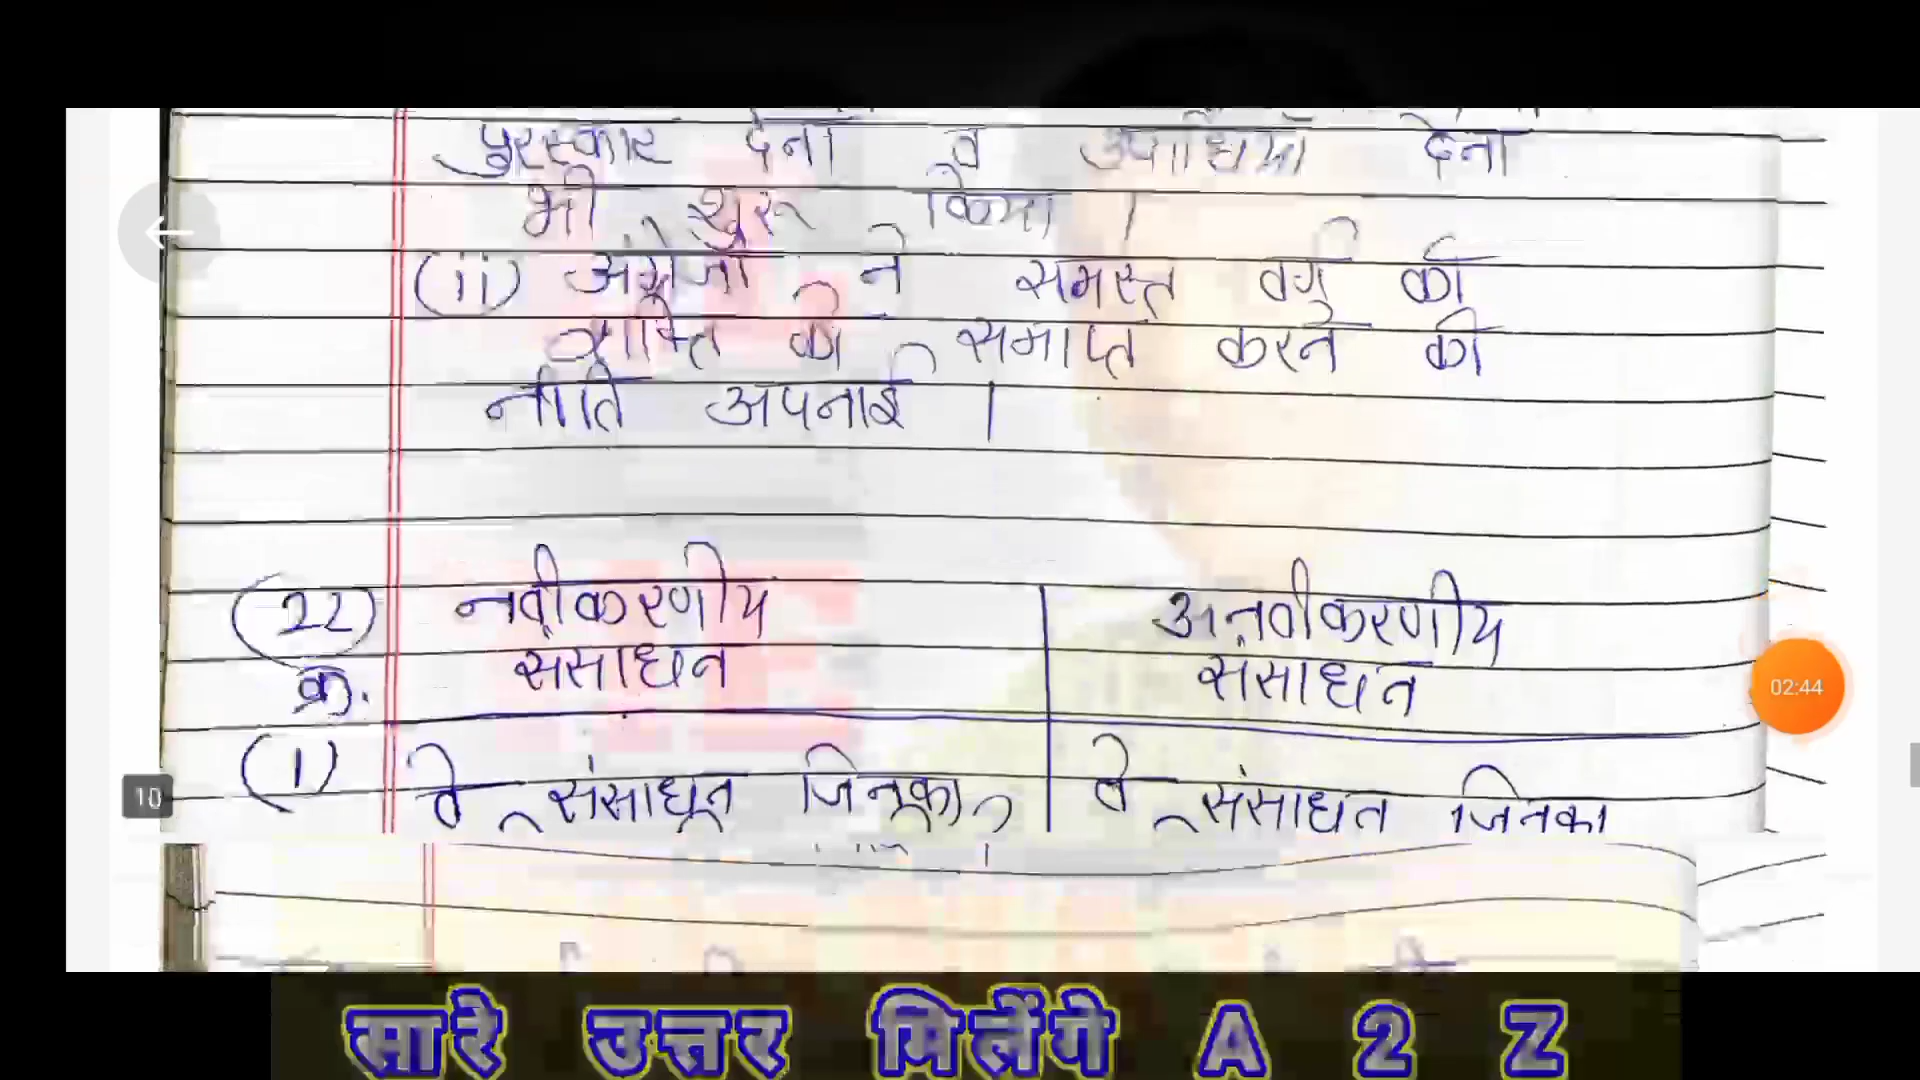 पुरस्कार देना व उपाधियाँ देना
भी शुरू किया ।
(ii) अंग्रेजों ने समस्त वर्ग की
शक्ति को समाप्त करने की
नीति अपनाई ।
(22) नवीकरणीय अनवीकरणीय
क्र. संसाधन संसाधन
(1) वे संसाधन जिनका वे संसाधन जिनका
02:44
10
सारे उत्तर मिलेंगे A 2 Z